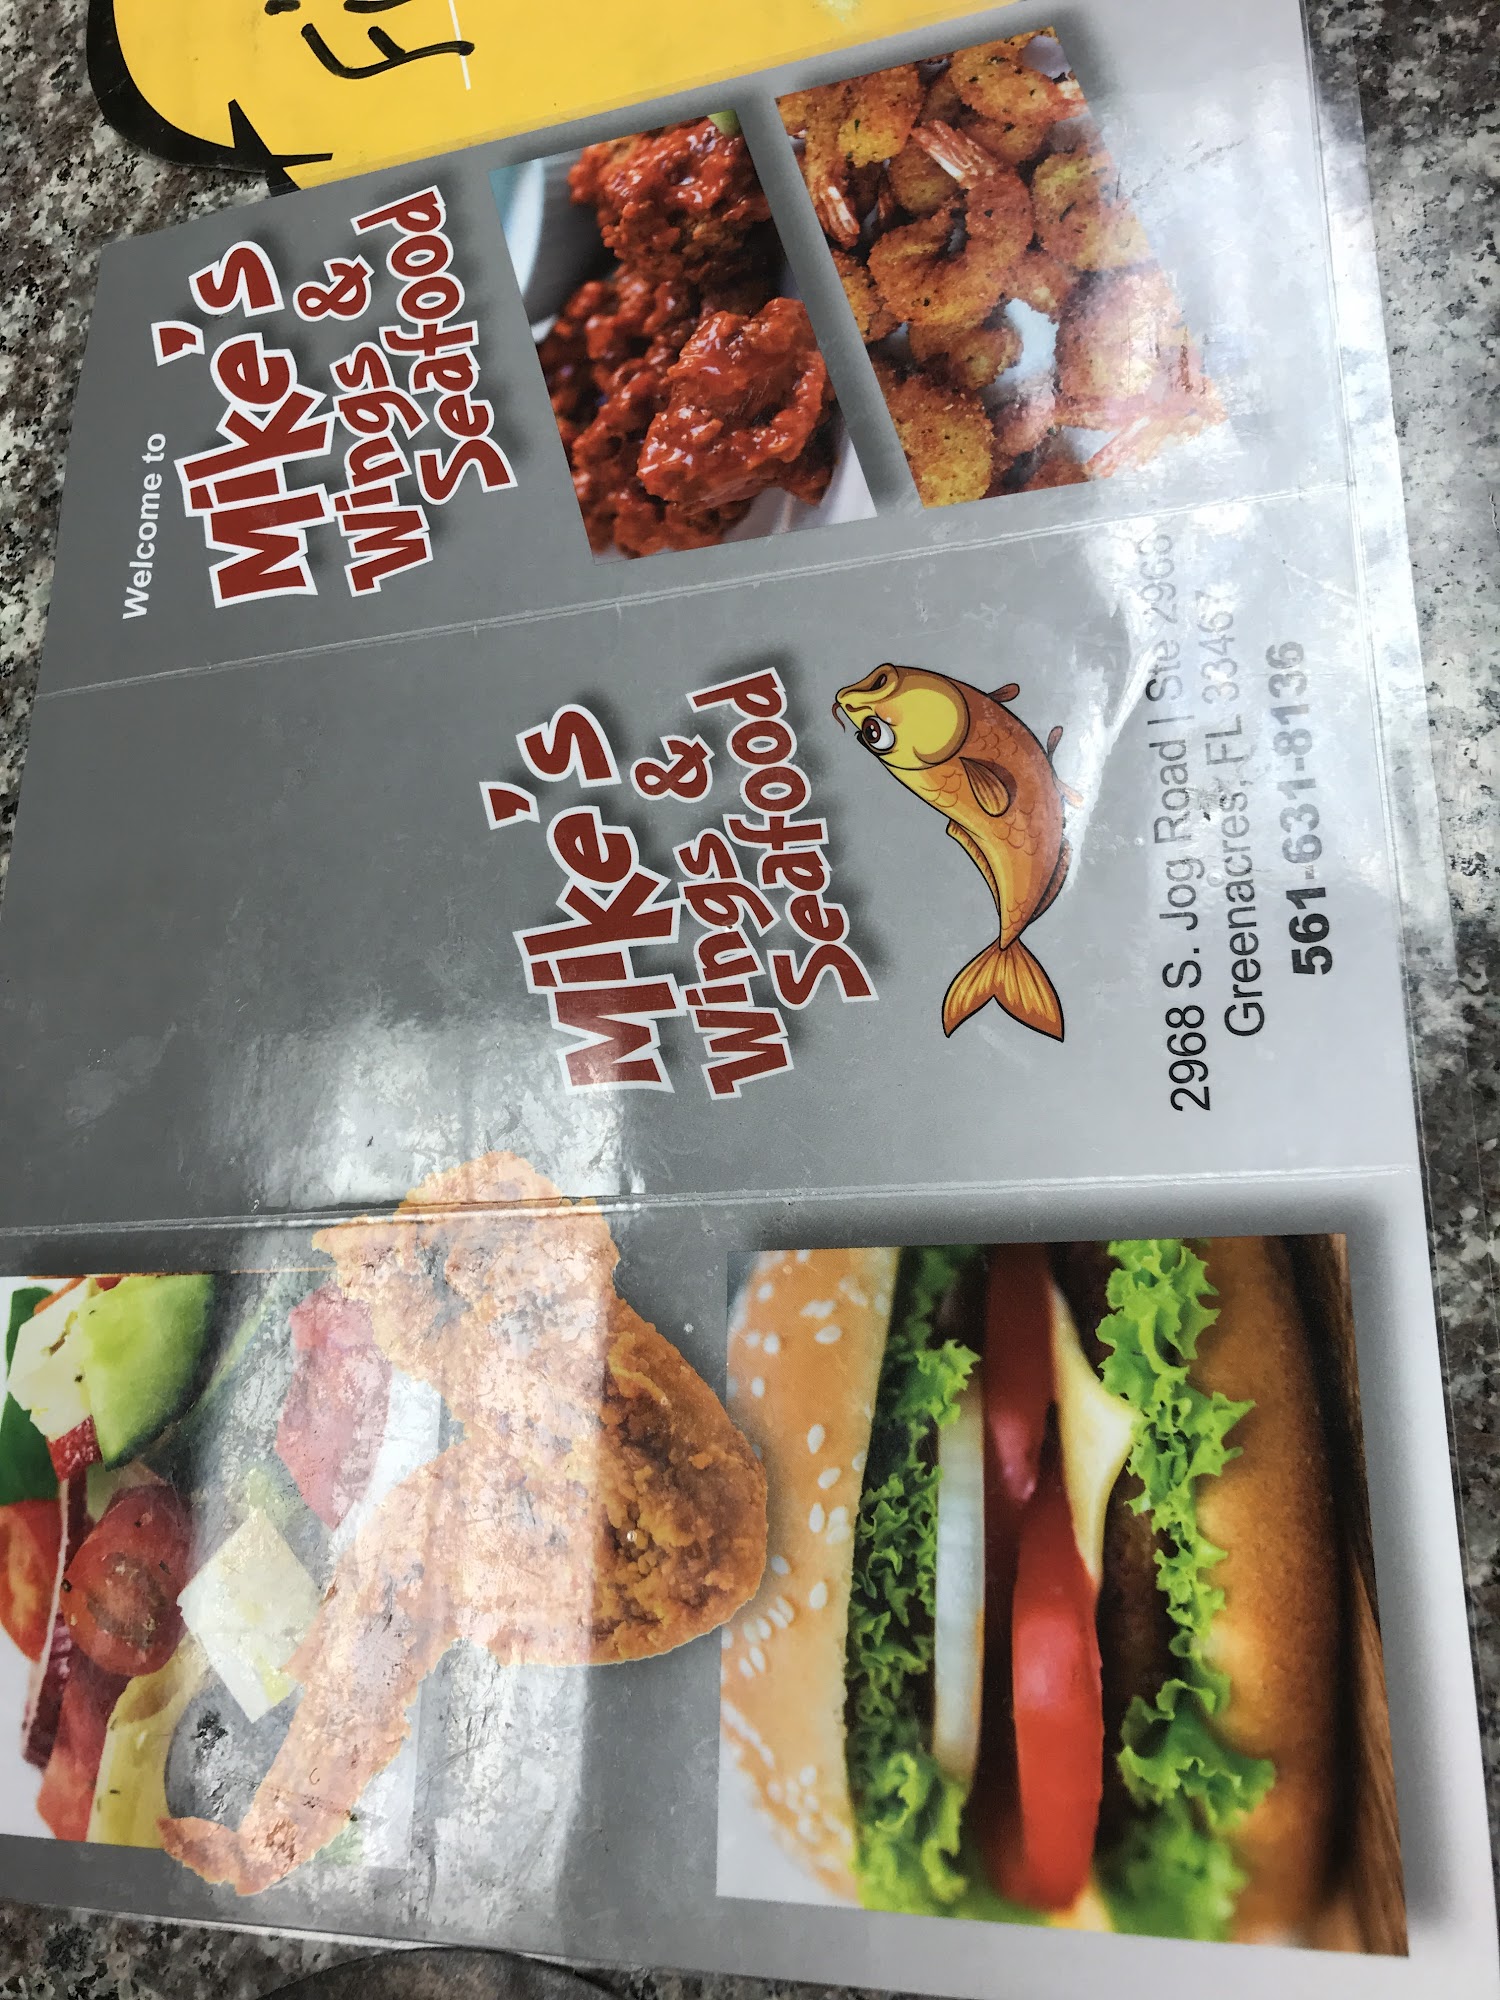 Welcome to
Mike's
Wings &
Seafood
Mike's
Wings &
Seafood
2968 S. Jog Road | Ste 2968
Greenacres, FL 33467
561-631-8136